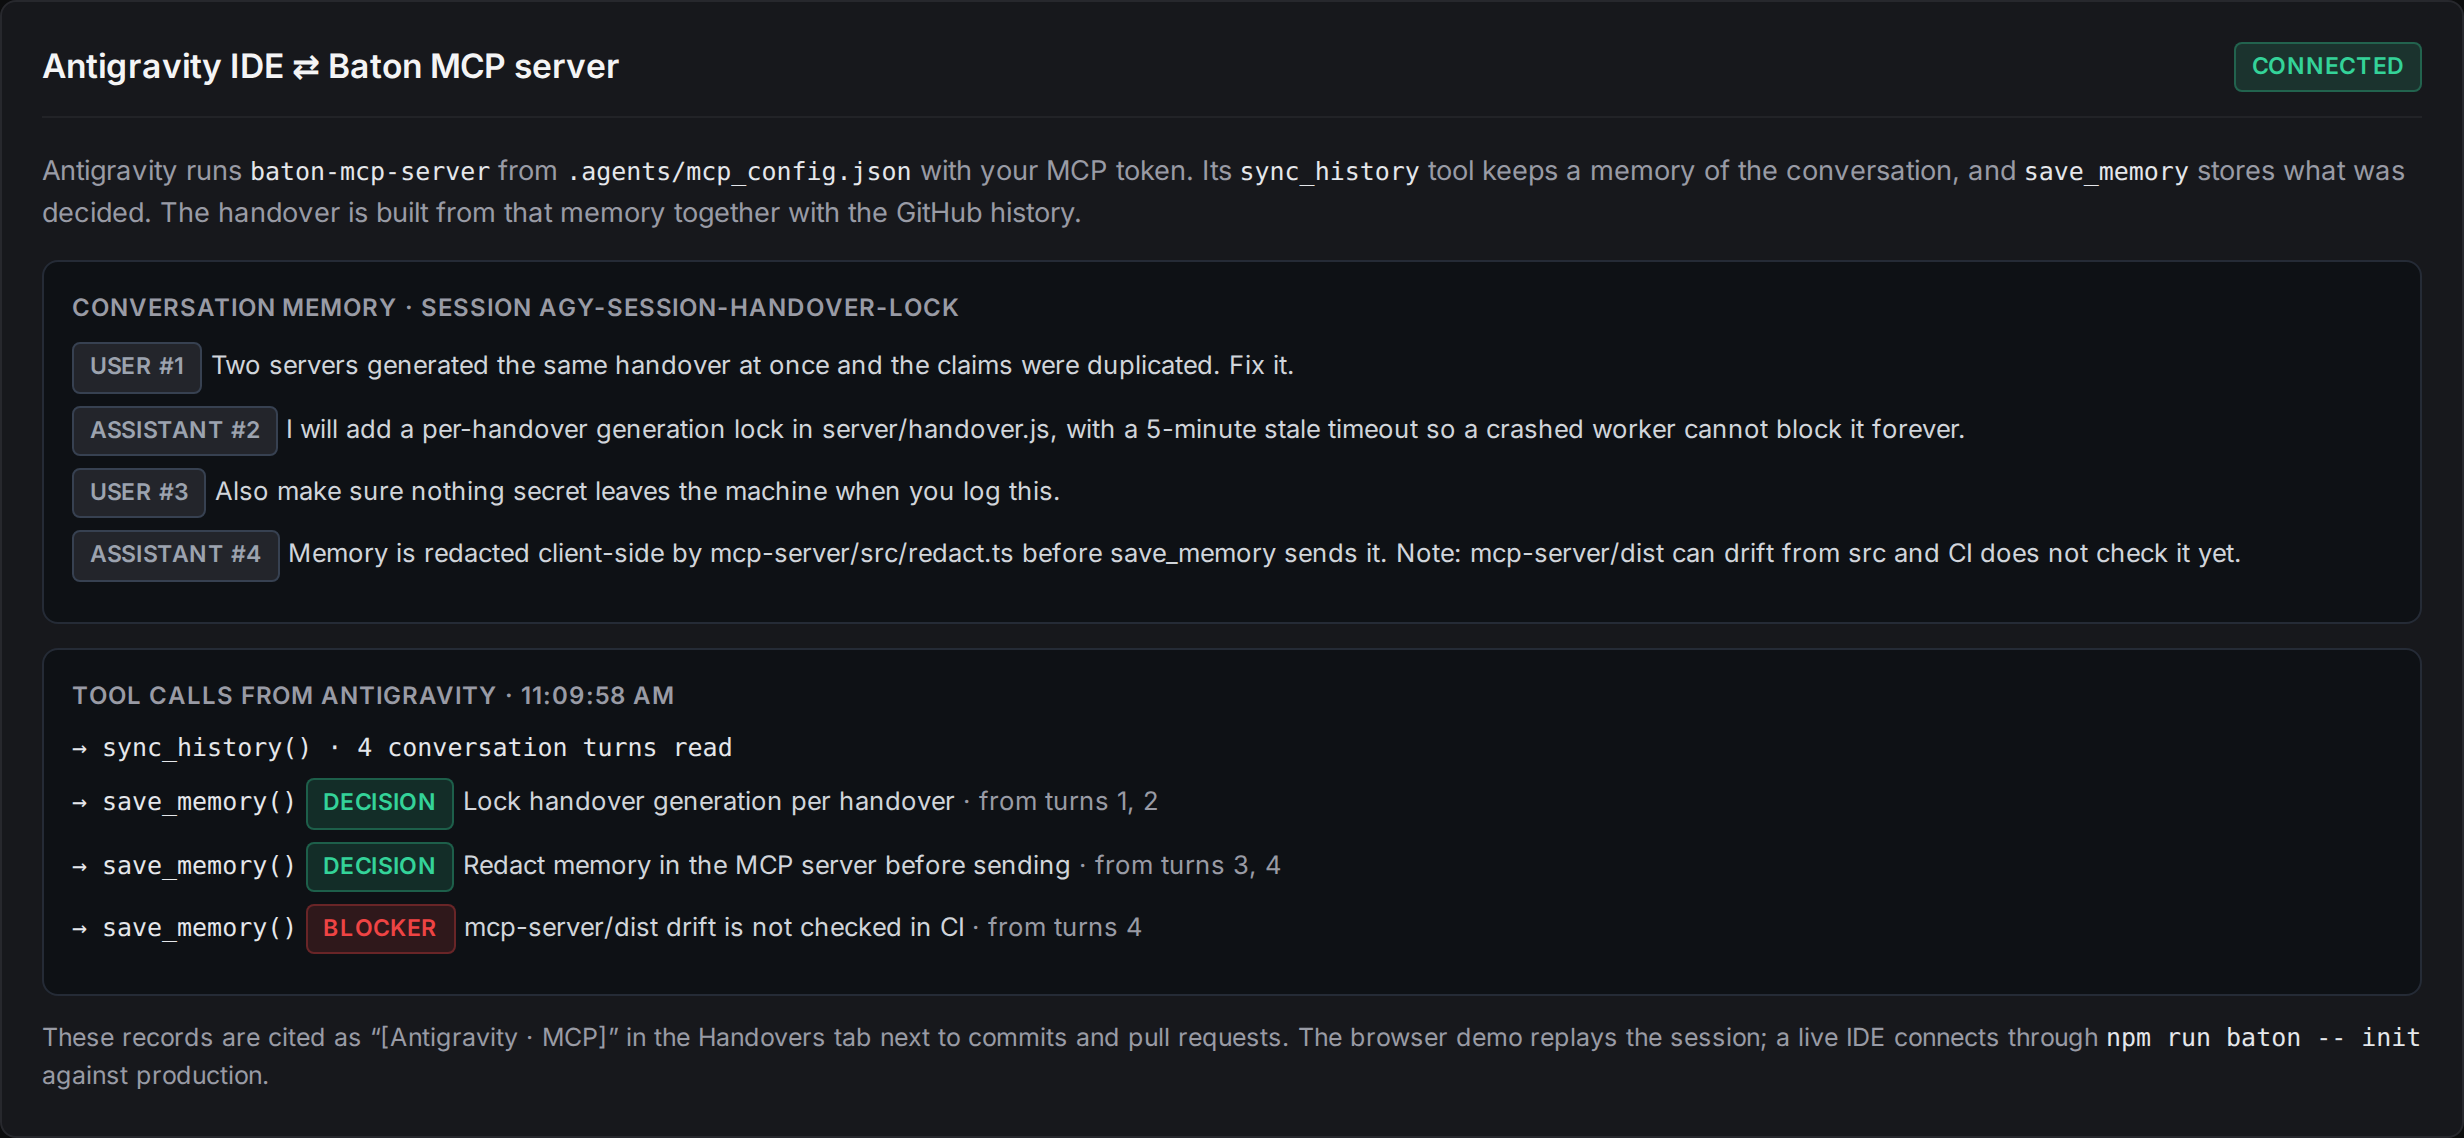 Antigravity IDE ⇄ Baton MCP server
CONNECTED
Antigravity runs baton-mcp-server from .agents/mcp_config.json with your MCP token. Its sync_history tool keeps a memory of the conversation, and save_memory stores what was
decided. The handover is built from that memory together with the GitHub history.
CONVERSATION MEMORY · SESSION AGY-SESSION-HANDOVER-LOCK
USER #1 Two servers generated the same handover at once and the claims were duplicated. Fix it.
ASSISTANT #2 I will add a per-handover generation lock in server/handover.js, with a 5-minute stale timeout so a crashed worker cannot block it forever.
USER #3 Also make sure nothing secret leaves the machine when you log this.
ASSISTANT #4 Memory is redacted client-side by mcp-server/src/redact.ts before save_memory sends it. Note: mcp-server/dist can drift from src and CI does not check it yet.
TOOL CALLS FROM ANTIGRAVITY · 11:09:58 AM
→ sync_history() · 4 conversation turns read
→ save_memory() DECISION Lock handover generation per handover · from turns 1, 2
→ save_memory() DECISION Redact memory in the MCP server before sending · from turns 3, 4
→ save_memory() BLOCKER mcp-server/dist drift is not checked in CI · from turns 4
These records are cited as “[Antigravity · MCP]” in the Handovers tab next to commits and pull requests. The browser demo replays the session; a live IDE connects through npm run baton -- init
against production.